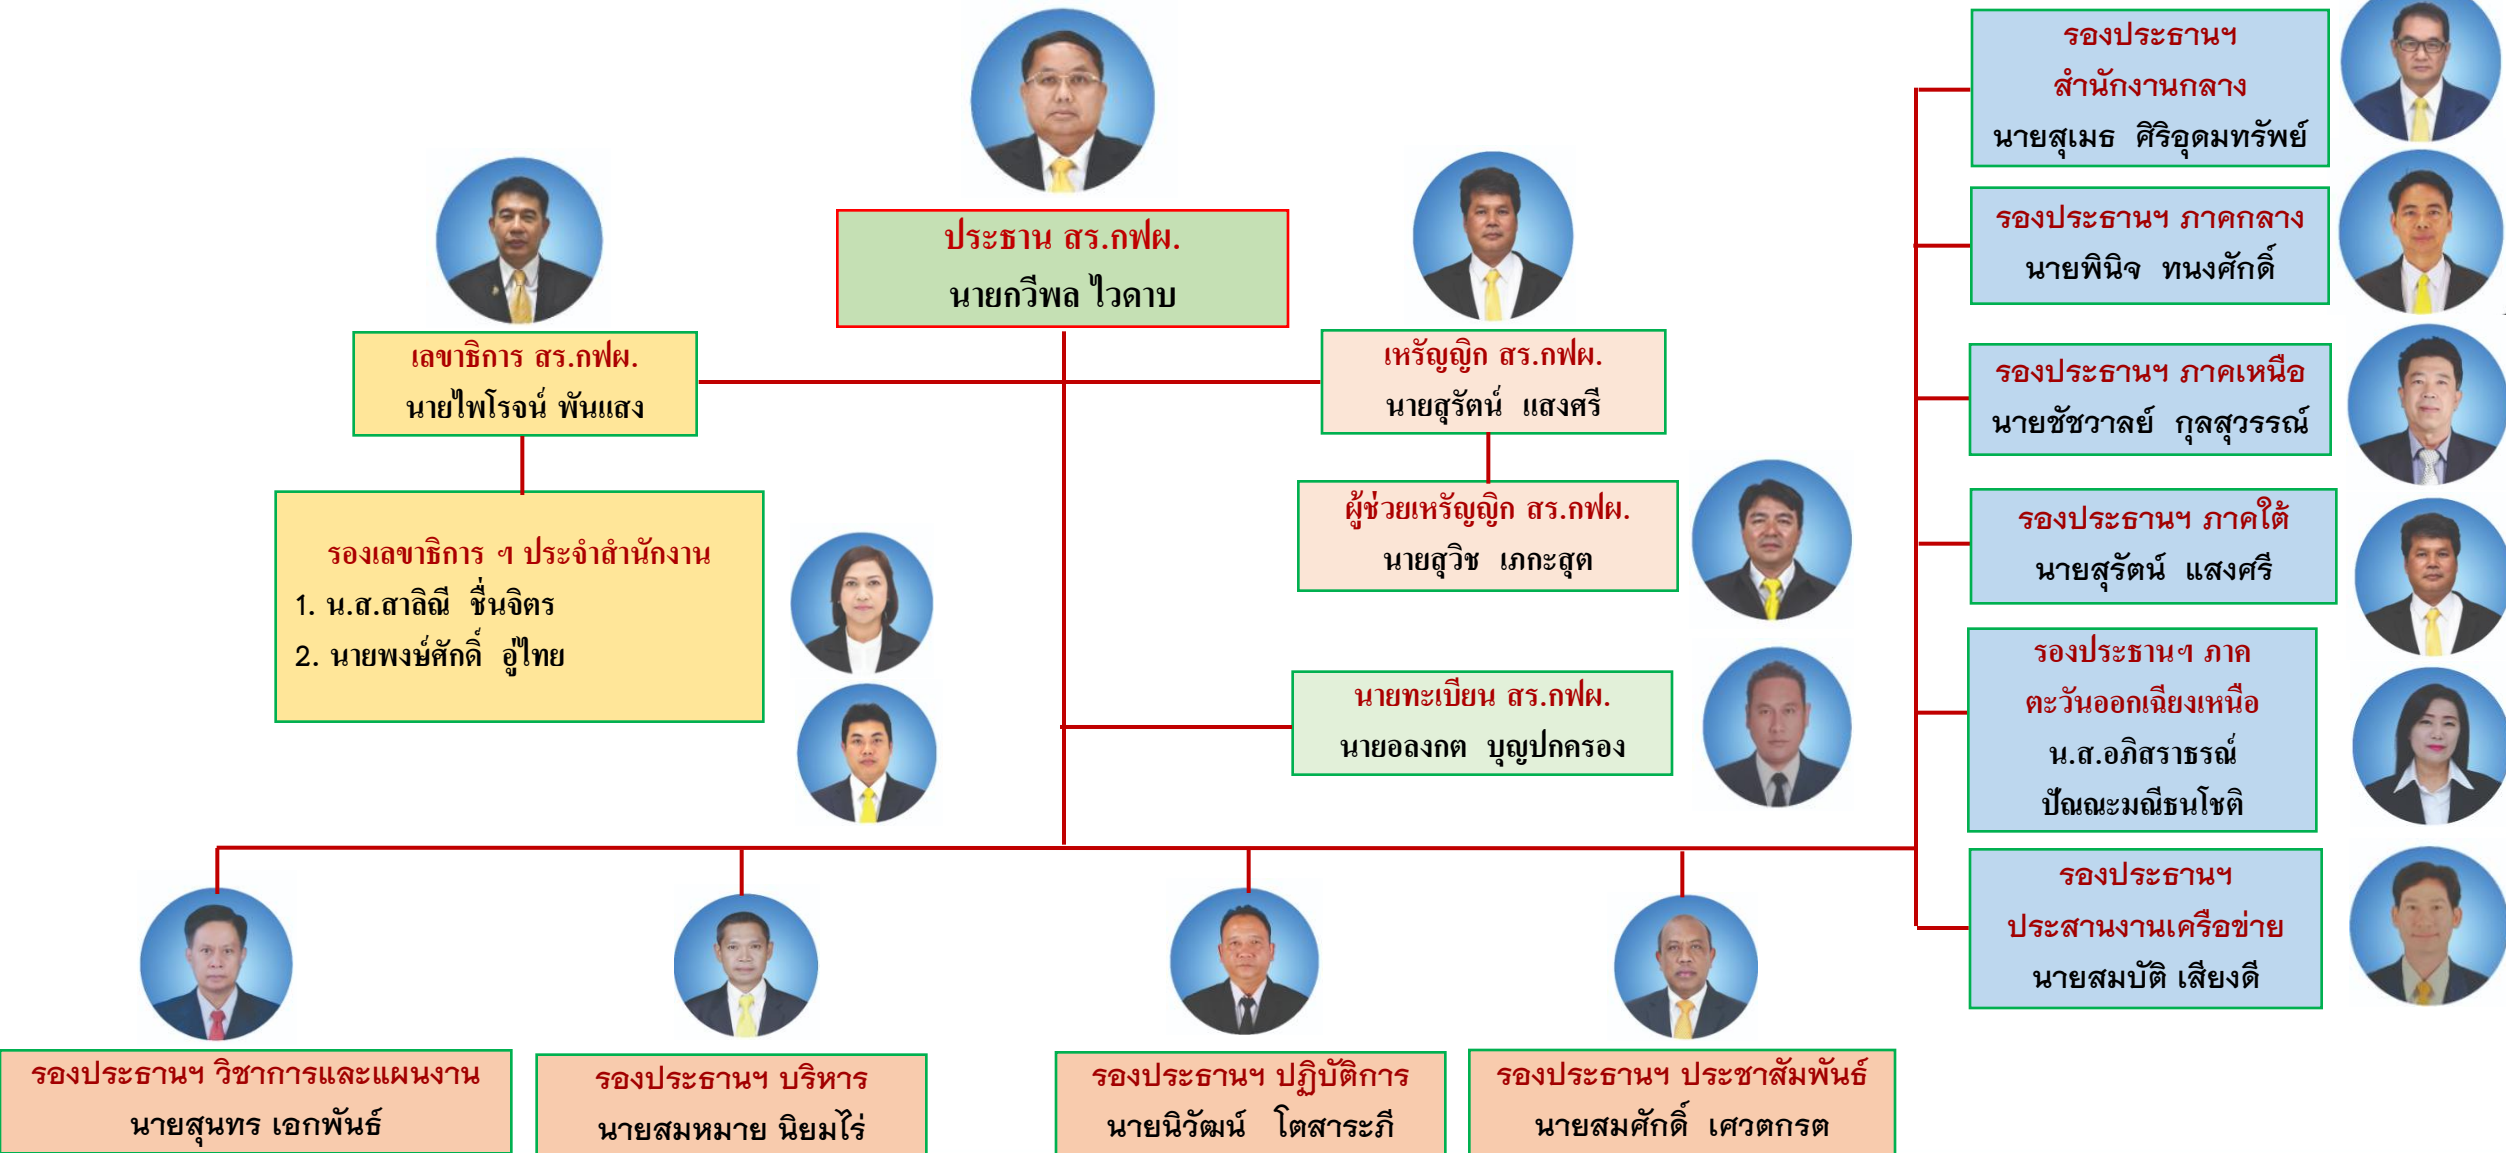 ประธาน สร.กฟผ.
นายกวีพล ไวดาบ
เลขาธิการ สร.กฟผ.
นายไพโรจน์ พันแสง
เหรัญญิก สร.กฟผ.
นายสุรัตน์ แสงศรี
รองเลขาธิการ ฯ ประจำสำนักงาน
1. น.ส.สาลิณี ชื่นจิตร
2. นายพงษ์ศักดิ์ อู่ไทย
ผู้ช่วยเหรัญญิก สร.กฟผ.
นายสุวิช เภกะสุต
นายทะเบียน สร.กฟผ.
นายอลงกต บุญปกครอง
รองประธานฯ
สำนักงานกลาง
นายสุเมธ ศิริอุดมทรัพย์
รองประธานฯ ภาคกลาง
นายพินิจ ทนงศักดิ์
รองประธานฯ ภาคเหนือ
นายชัชวาลย์ กุลสุวรรณ์
รองประธานฯ ภาคใต้
นายสุรัตน์ แสงศรี
รองประธานฯ ภาค
ตะวันออกเฉียงเหนือ
น.ส.อภิสราธรณ์
ปัณณะมณีธนโชติ
รองประธานฯ
ประสานงานเครือข่าย
นายสมบัติ เสียงดี
รองประธานฯ วิชาการและแผนงาน
นายสุนทร เอกพันธ์
รองประธานฯ บริหาร
นายสมหมาย นิยมไร่
รองประธานฯ ปฏิบัติการ
นายนิวัฒน์ โตสาระภี
รองประธานฯ ประชาสัมพันธ์
นายสมศักดิ์ เศวตกรต